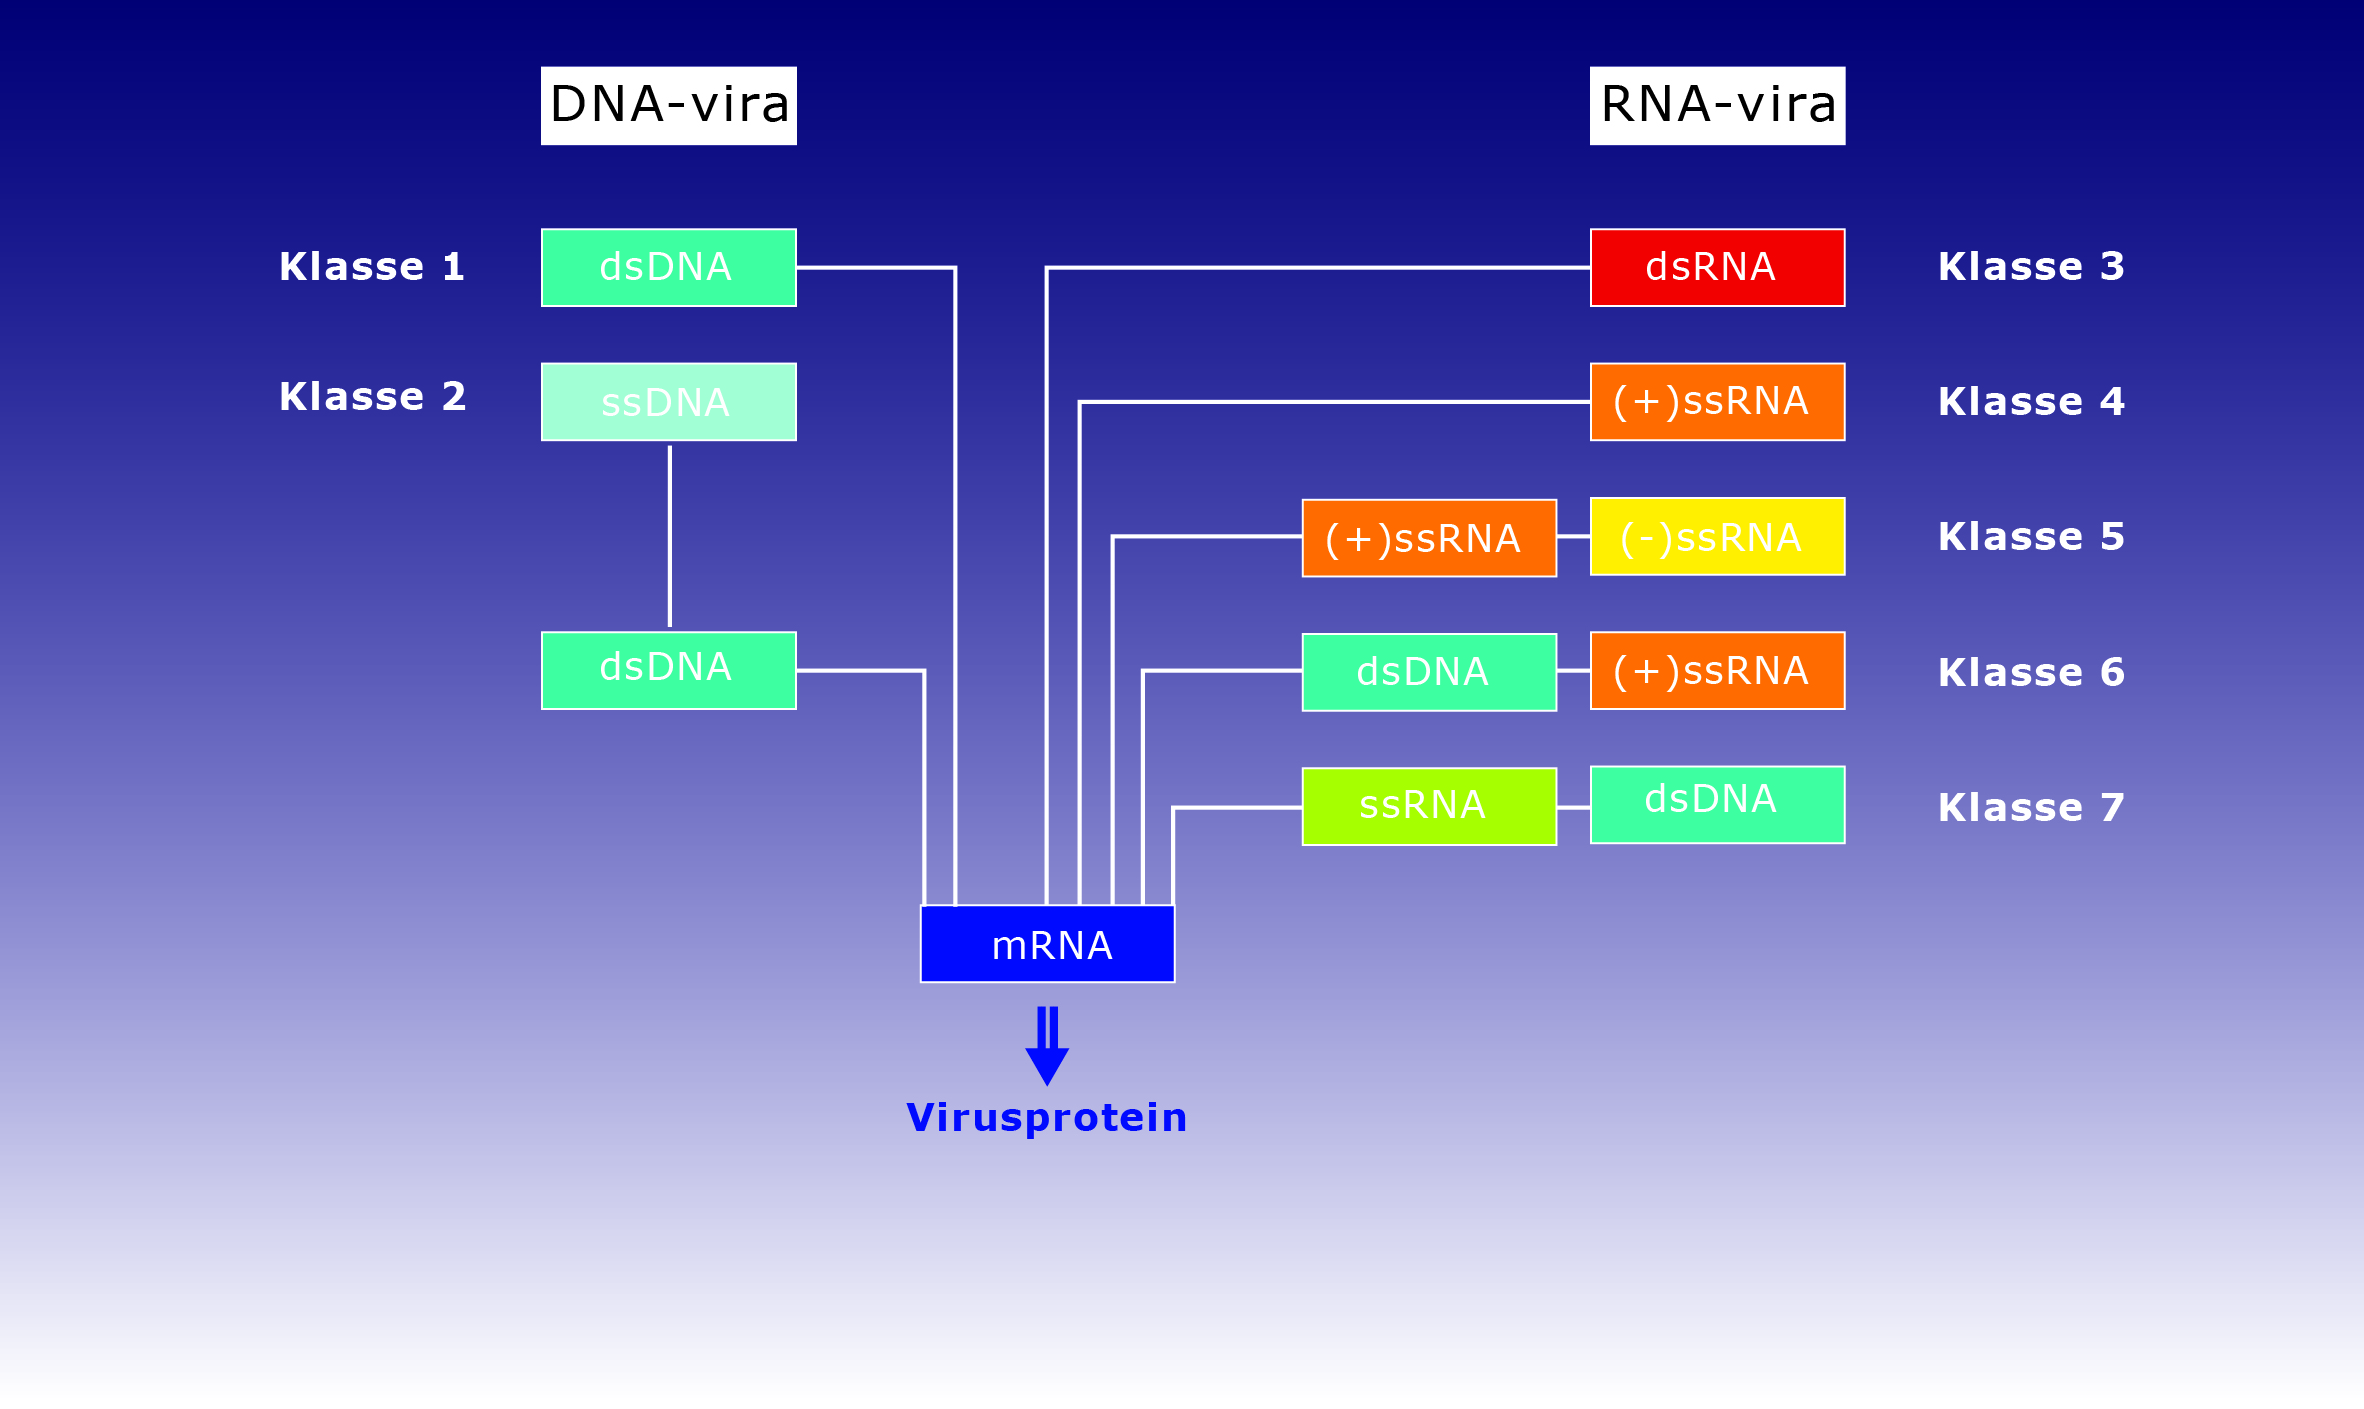 DNA-vira
RNA-vira
Klasse 1
dsDNA
dsRNA
Klasse 3
Klasse 2
ssDNA
(+)ssRNA
Klasse 4
(+)ssRNA
(-)ssRNA
Klasse 5
dsDNA
dsDNA
(+)ssRNA
Klasse 6
ssRNA
dsDNA
Klasse 7
mRNA
Virusprotein